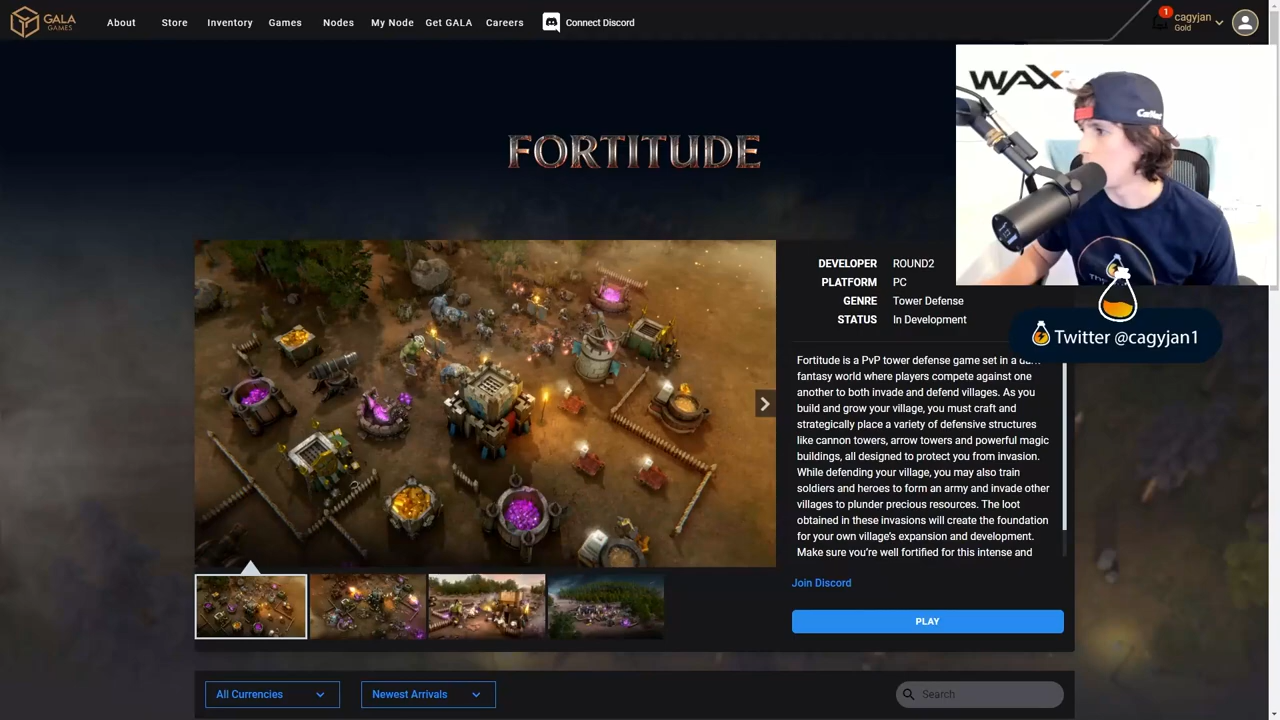 GALA
GAMES
About
Store
Inventory
Games
Nodes
My Node
Get GALA
Careers
Connect Discord
1
cagyjan
Gold
WAX
FORTITUDE
DEVELOPER ROUND2
PLATFORM PC
GENRE Tower Defense
STATUS In Development
Twitter @cagyjan1
Fortitude is a PvP tower defense game set in a dark
fantasy world where players compete against one
another to both invade and defend villages. As you
build and grow your village, you must craft and
strategically place a variety of defensive structures
like cannon towers, arrow towers and powerful magic
buildings, all designed to protect you from invasion.
While defending your village, you may also train
soldiers and heroes to form an army and invade other
villages to plunder precious resources. The loot
obtained in these invasions will create the foundation
for your own village's expansion and development.
Make sure you're well fortified for this intense and
Join Discord
PLAY
All Currencies
Newest Arrivals
Search